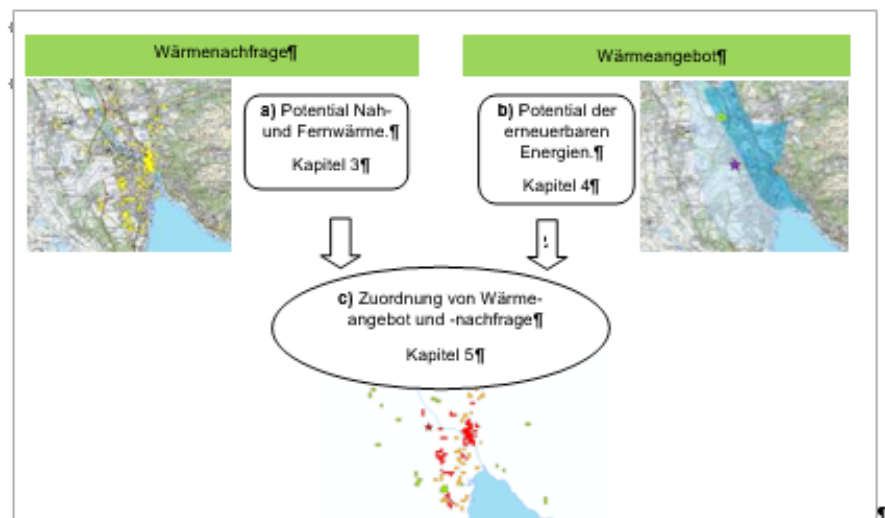 Wärmenachfrage¶
Wärmeangebot¶
a) Potential Nah-
und Fernwärme.¶
Kapitel 3¶
b) Potential der
erneuerbaren
Energien.¶
Kapitel 4¶
c) Zuordnung von Wärme-
angebot und -nachfrage¶
Kapitel 5¶
¶